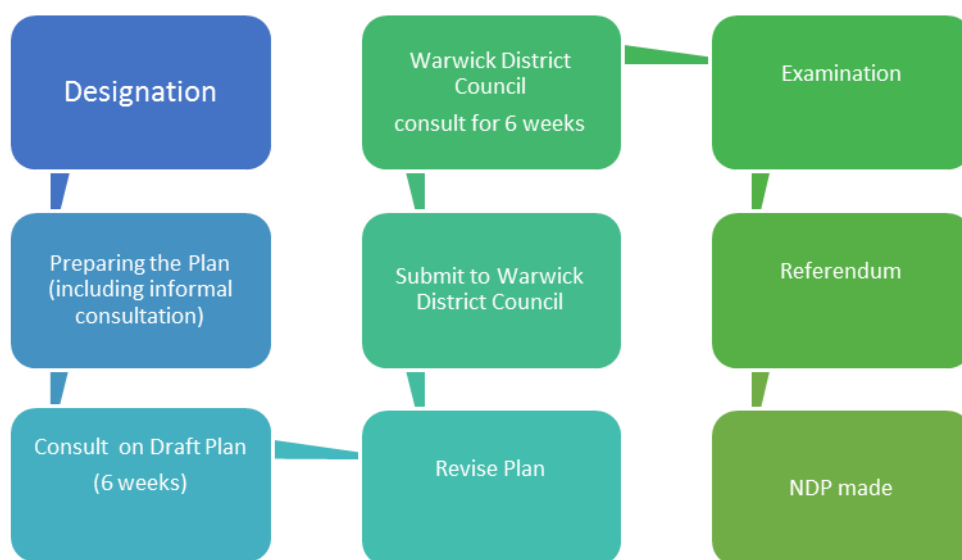 Designation
Preparing the Plan
(including informal
consultation)
Consult on Draft Plan
(6 weeks)
Revise Plan
Submit to Warwick
District Council
Warwick District
Council
consult for 6 weeks
Examination
Referendum
NDP made